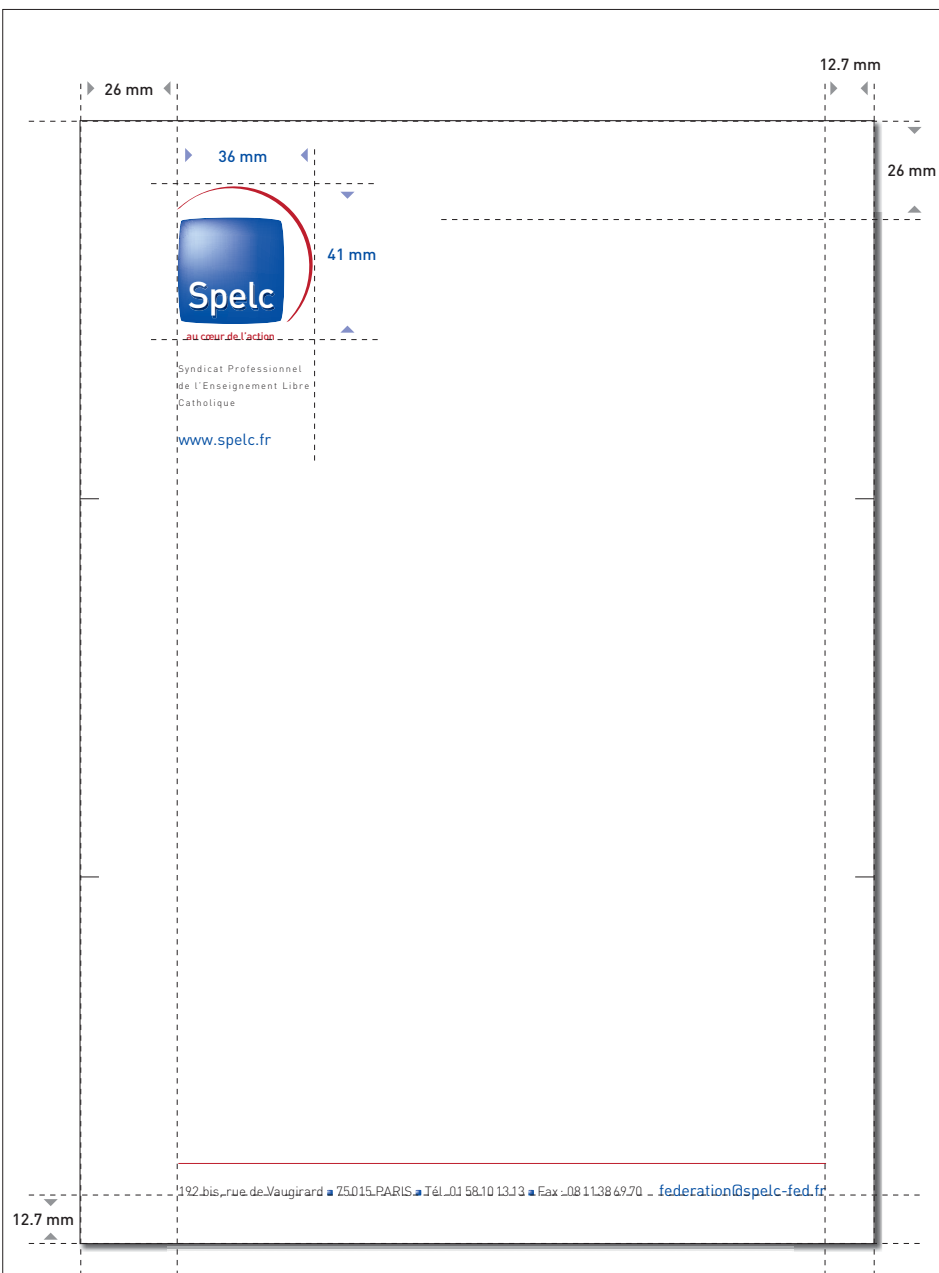 12.7 mm
26 mm
36 mm
26 mm
41 mm
Spelc
au cœur de l'action
Syndicat Professionnel
de l'Enseignement Libre
Catholique
www.spelc.fr
192 bis, rue de Vaugirard 75015 PARIS Tél. 01 58 10 13 13 Fax : 08 11 38 69 70 federation@spelc-fed.fr
12.7 mm